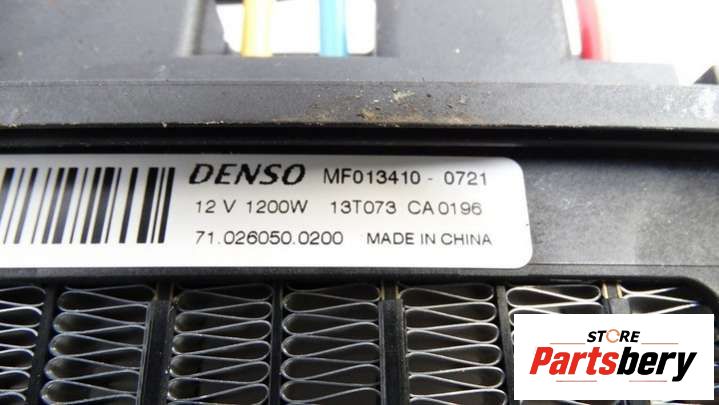 DENSO MF013410 - 0721
12 V 1200W 13T073 CA0196
71.026050.0200 MADE IN CHINA
STORE
Partsbery